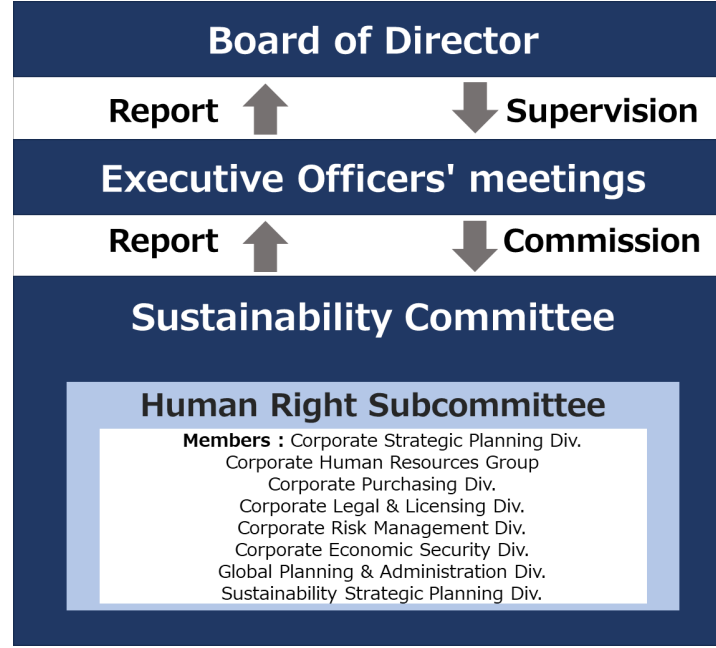 Board of Director
Report Supervision
Executive Officers' meetings
Report Commission
Sustainability Committee
Human Right Subcommittee
Members : Corporate Strategic Planning Div.
Corporate Human Resources Group
Corporate Purchasing Div.
Corporate Legal & Licensing Div.
Corporate Risk Management Div.
Corporate Economic Security Div.
Global Planning & Administration Div.
Sustainability Strategic Planning Div.